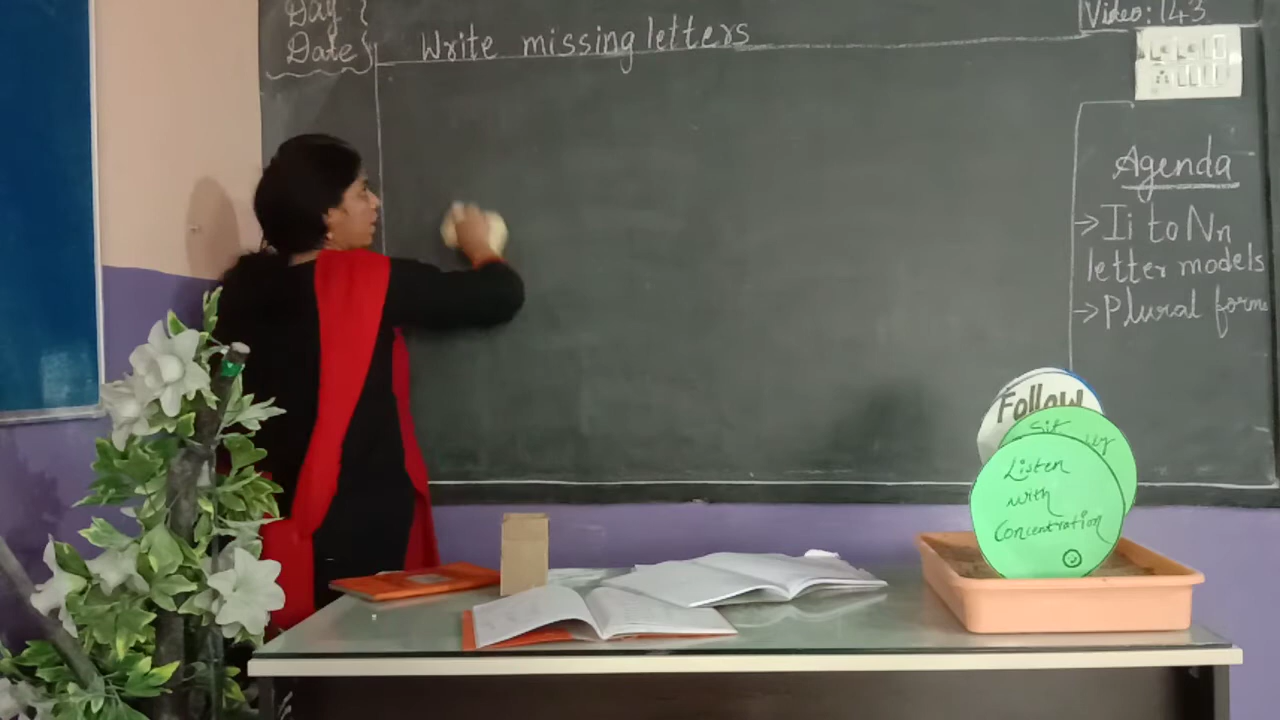 Day
Date
Write missing letters
Video: 143
Agenda
→ Ii to Nn
letter models
→ Plural form
Follow
Sit
Listen
with
Concentration